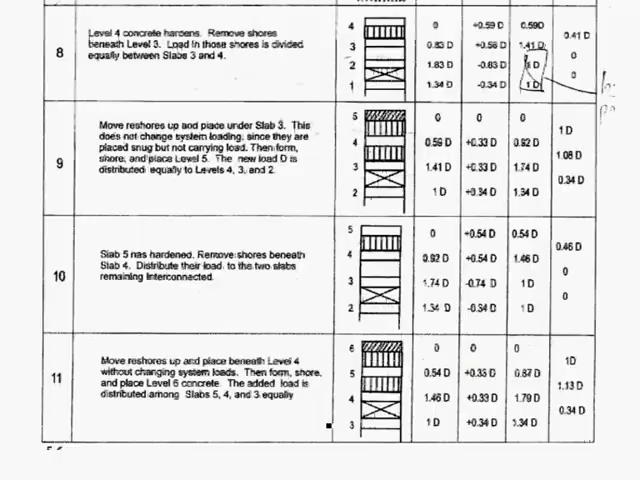 8
Level 4 concrete hardens. Remove shores
beneath Level 3. Load in those shores is divided
equally between Slabs 3 and 4.
4 0 +0.59 D 0.59D
0.41 D
3 0.83 D +0.58 D 1.41 D
0
2 1.83 D -0.83 D 1 D
0
1 1.34 D -0.34 D 1 D
9
Move reshores up and place under Slab 3. This
does not change system loading, since they are
placed snug but not carrying load. Then form,
shore, and place Level 5. The new load D is
distributed equally to Levels 4, 3, and 2.
5 0 0 0
1 D
4 0.59 D +0.33 D 0.92 D
1.08 D
3 1.41 D +0.33 D 1.74 D
0.34 D
2 1 D +0.34 D 1.34 D
10
Slab 5 has hardened. Remove shores beneath
Slab 4. Distribute their load to the two slabs
remaining interconnected.
5 0 +0.54 D 0.54 D
0.46 D
4 0.92 D +0.54 D 1.46 D
0
3 1.74 D -0.74 D 1 D
0
2 1.34 D -0.34 D 1 D
11
Move reshores up and place beneath Level 4
without changing system loads. Then form, shore,
and place Level 6 concrete. The added load is
distributed among Slabs 5, 4, and 3 equally
6 0 0 0
1D
5 0.54 D +0.33 D 0.87 D
1.13 D
4 1.46 D +0.33 D 1.79 D
0.34 D
3 1 D +0.34 D 1.34 D